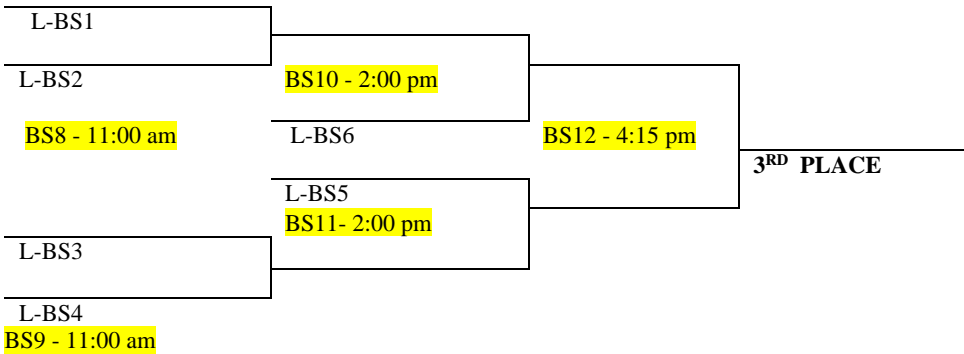 L-BS1
L-BS2
BS10 - 2:00 pm
BS8 - 11:00 am
L-BS6
BS12 - 4:15 pm
3RD PLACE
L-BS5
BS11- 2:00 pm
L-BS3
L-BS4
BS9 - 11:00 am